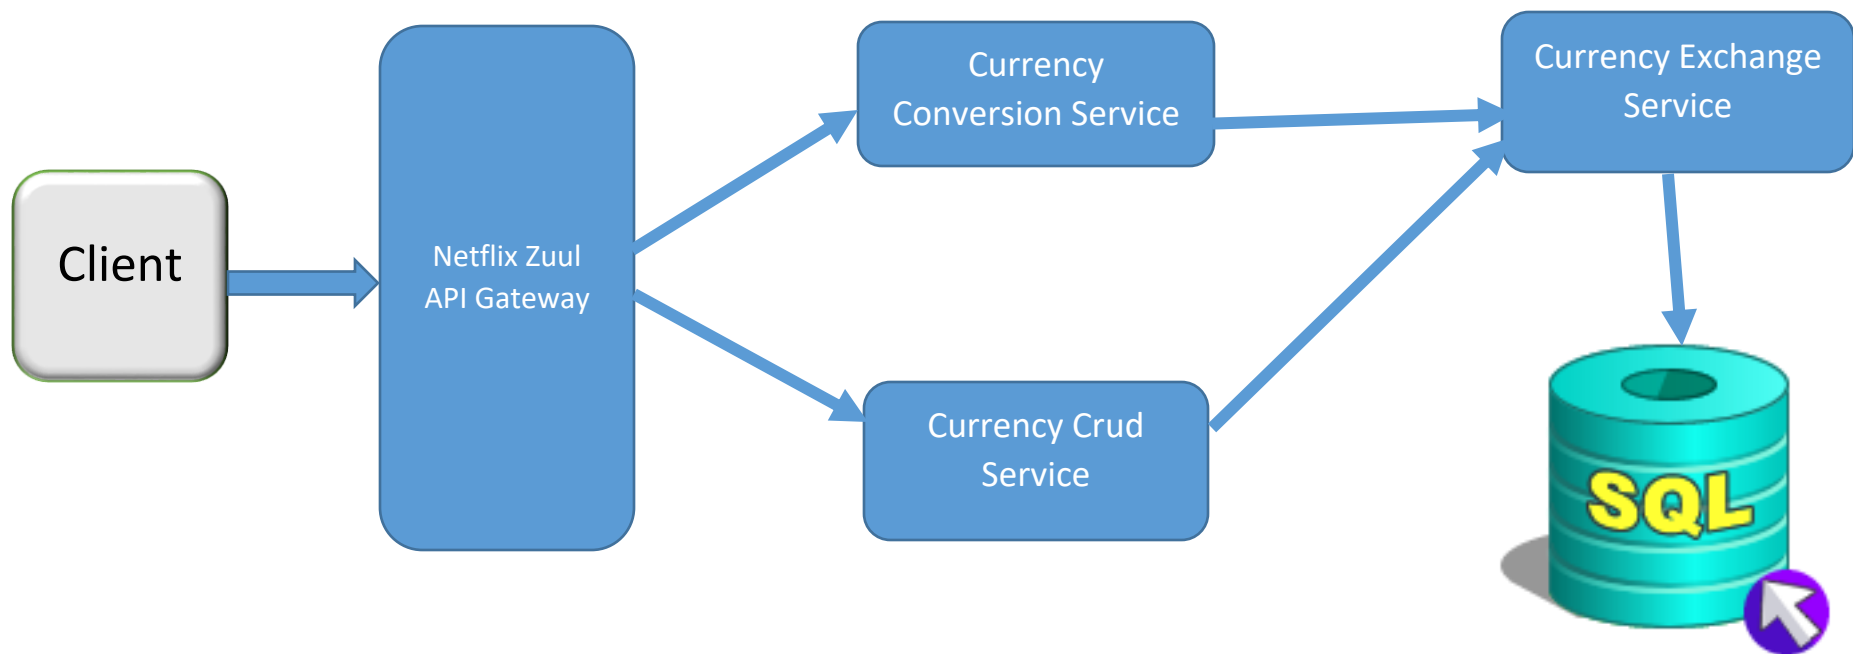 Client
Netflix Zuul
API Gateway
Currency
Conversion Service
Currency Crud
Service
Currency Exchange
Service
SQL